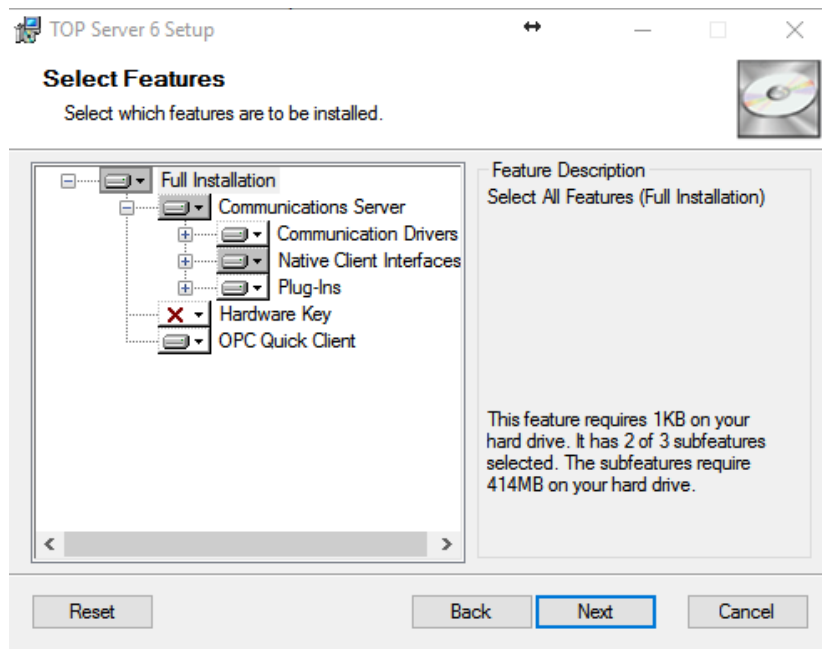 TOP Server 6 Setup
Select Features
Select which features are to be installed.
Full Installation
Communications Server
Communication Drivers
Native Client Interfaces
Plug-Ins
Hardware Key
OPC Quick Client
Feature Description
Select All Features (Full Installation)
This feature requires 1KB on your
hard drive. It has 2 of 3 subfeatures
selected. The subfeatures require
414MB on your hard drive.
Reset
Back
Next
Cancel